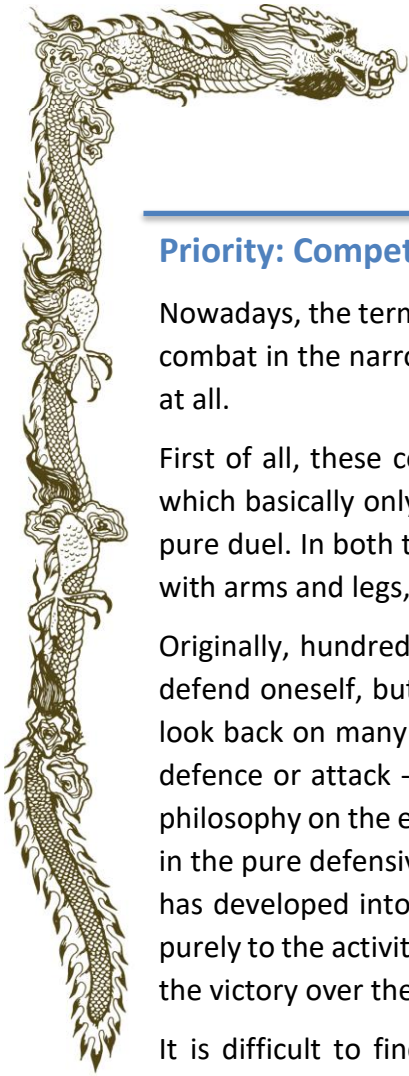 Priority: Compet
Nowadays, the tern
combat in the narro
at all.
First of all, these c
which basically only
pure duel. In both t
with arms and legs,
Originally, hundred
defend oneself, but
look back on many
defence or attack -
philosophy on the e
in the pure defensiv
has developed into
purely to the activit
the victory over the
It is difficult to fin